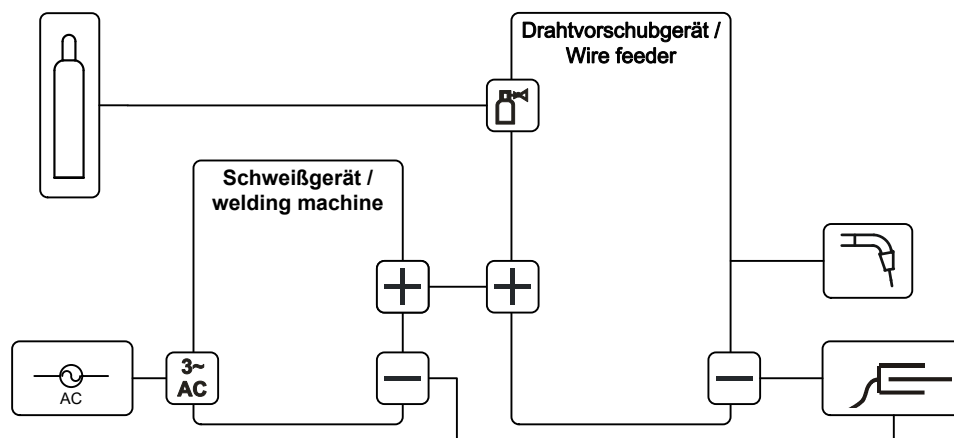 Drahtvorschubgerät /
Wire feeder
Schweißgerät /
welding machine
3~
AC
AC